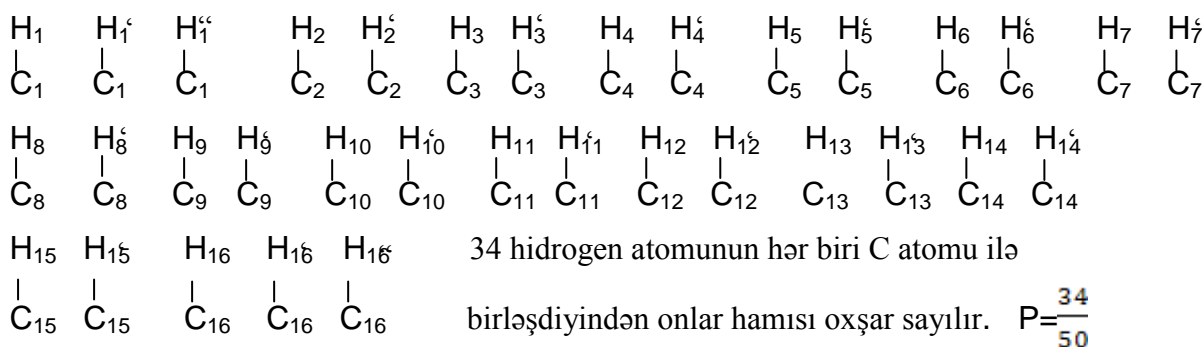 H₁ H₁‘ H₁‘‘ H₂ H₂‘ H₃ H₃‘ H₄ H₄‘ H₅ H₅‘ H₆ H₆‘ H₇ H₇‘
C₁ C₁ C₁ C₂ C₂ C₃ C₃ C₄ C₄ C₅ C₅ C₆ C₆ C₇ C₇
H₈ H₈‘ H₉ H₉‘ H₁₀ H₁₀‘ H₁₁ H₁₁‘ H₁₂ H₁₂‘ H₁₃ H₁₃‘ H₁₄ H₁₄‘
C₈ C₈ C₉ C₉ C₁₀ C₁₀ C₁₁ C₁₁ C₁₂ C₁₂ C₁₃ C₁₃ C₁₄ C₁₄
H₁₅ H₁₅‘ H₁₆ H₁₆‘ H₁₆‘‘ 34 hidrogen atomunun hər biri C atomu ilə
C₁₅ C₁₅ C₁₆ C₁₆ C₁₆ birləşdiyindən onlar hamısı oxşar sayılır. P=34/50